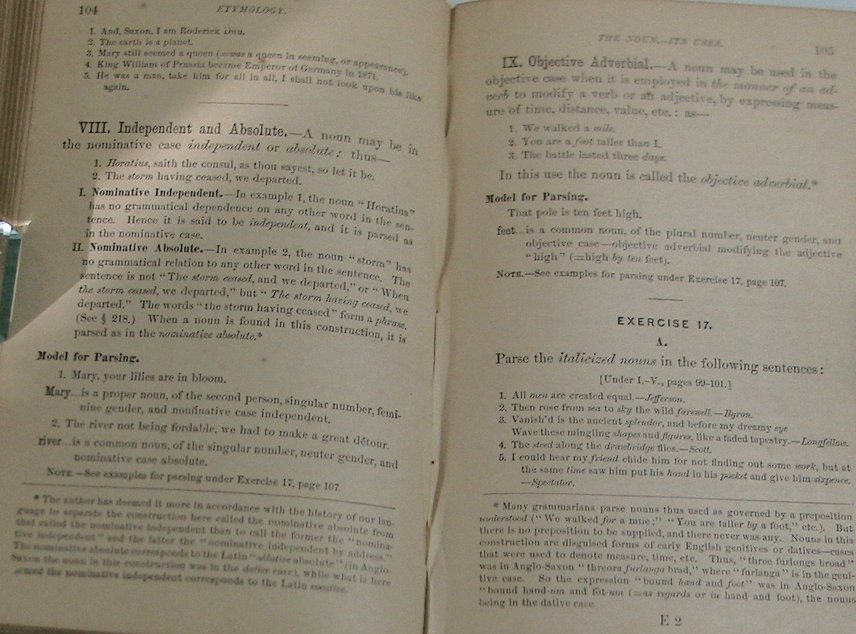 104 ETYMOLOGY.
1. And, Saxon, I am Roderick Dhu.
2. The earth is a planet.
3. Mary still seemed a queen (=was a queen in seeming, or appearance).
4. King William of Prussia became Emperor of Germany in 1871.
5. He was a man, take him for all in all, I shall not look upon his like
again.
VIII. Independent and Absolute.—A noun may be in
the nominative case independent or absolute; thus—
1. Horatius, saith the consul, as thou sayest, so let it be.
2. The storm having ceased, we departed.
I. Nominative Independent.—In example 1, the noun "Horatius"
has no grammatical dependence on any other word in the sen-
tence. Hence it is said to be independent, and it is parsed as
in the nominative case.
II. Nominative Absolute.—In example 2, the noun "storm" has
no grammatical relation to any other word in the sentence. The
sentence is not "The storm ceased, and we departed," or "When
the storm ceased, we departed," but "The storm having ceased, we
departed." The words "the storm having ceased" form a phrase.
(See § 218.) When a noun is found in this construction, it is
parsed as in the nominative absolute.*
Model for Parsing.
1. Mary, your lilies are in bloom.
Mary...is a proper noun, of the second person, singular number, femi-
nine gender, and nominative case independent.
2. The river not being fordable, we had to make a great détour.
river...is a common noun, of the singular number, neuter gender, and
nominative case absolute.
NOTE.—See examples for parsing under Exercise 17, page 107.
* The author has deemed it more in accordance with the history of our lan-
guage to separate the construction here called the nominative absolute from
that called the nominative independent than to call the former the "nomina-
tive independent" and the latter the "nominative independent by address."
The nominative absolute corresponds to the Latin "ablative absolute" (in Anglo-
Saxon the noun in this construction was in the dative case), while what is here
termed the nominative independent corresponds to the Latin vocative.
THE NOUN.—ITS USES. 105
IX. Objective Adverbial.—A noun may be used in the
objective case when it is employed in the manner of an ad-
verb to modify a verb or an adjective, by expressing meas-
ure of time, distance, value, etc.: as—
1. We walked a mile.
2. You are a foot taller than I.
3. The battle lasted three days.
In this use the noun is called the objective adverbial.*
Model for Parsing.
That pole is ten feet high.
feet...is a common noun, of the plural number, neuter gender, and
objective case—objective adverbial modifying the adjective
"high" (=high by ten feet).
NOTE.—See examples for parsing under Exercise 17, page 107.
EXERCISE 17.
A.
Parse the italicized nouns in the following sentences:
[Under I.-V., pages 99-101.]
1. All men are created equal.—Jefferson.
2. Then rose from sea to sky the wild farewell.—Byron.
3. Vanish'd is the ancient splendor, and before my dreamy eye
Wave these mingling shapes and figures, like a faded tapestry.—Longfellow.
4. The steed along the drawbridge flies.—Scott.
5. I could hear my friend chide him for not finding out some work, but at
the same time saw him put his hand in his pocket and give him sixpence.
—Spectator.
* Many grammarians parse nouns thus used as governed by a preposition
understood ("We walked for a mile;" "You are taller by a foot," etc.). But
there is no preposition to be supplied, and there never was any. Nouns in this
construction are disguised forms of early English genitives or datives—cases
that were used to denote measure, time, etc. Thus, "three furlongs broad"
was in Anglo-Saxon "threora furlanga brad," where "furlanga" is in the geni-
tive case. So the expression "bound hand and foot" was in Anglo-Saxon
"bound hand-um and fót-um (=as regards or in hand and foot), the nouns
being in the dative case.
E 2